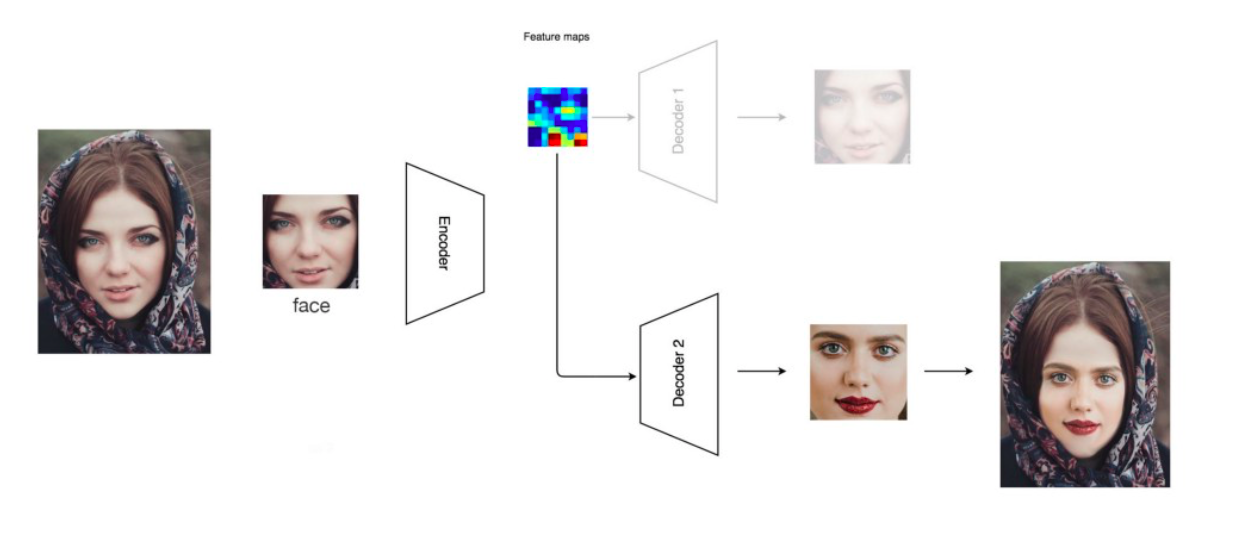 Feature maps
Decoder 1
Encoder
face
Decoder 2